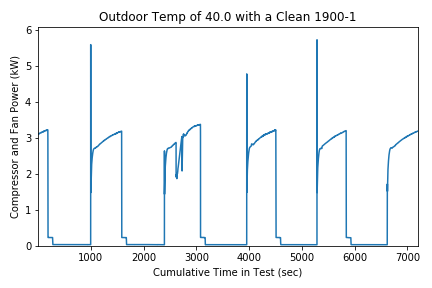 Outdoor Temp of 40.0 with a Clean 1900-1
Compressor and Fan Power (kW)
6
5
4
3
2
1
0
1000 2000 3000 4000 5000 6000 7000
Cumulative Time in Test (sec)